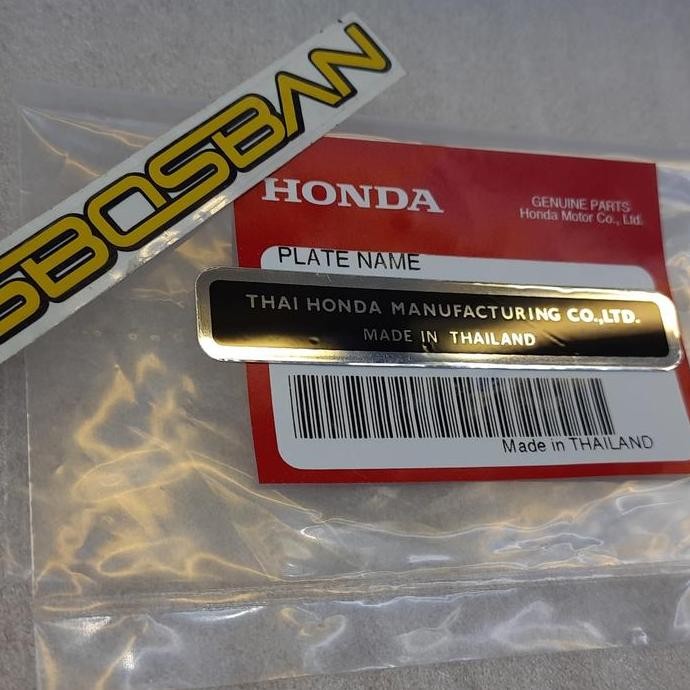 SBOSBAN
HONDA
GENUINE PARTS
Honda Motor Co., Ltd.
PLATE NAME
THAI HONDA MANUFACTURING CO.,LTD.
MADE IN THAILAND
Made in THAILAND